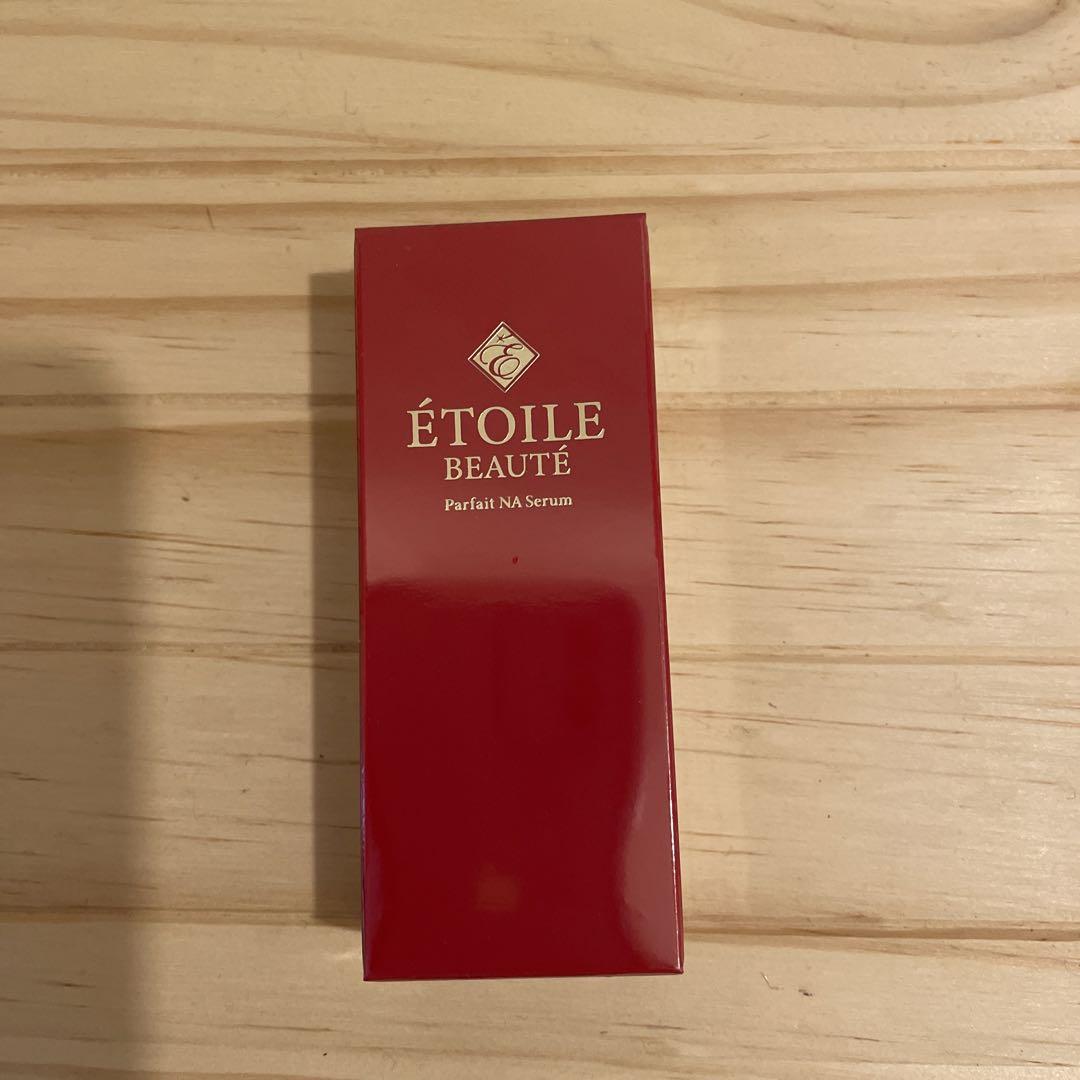 E
ÉTOILE
BEAUTÉ
Parfait NA Serum